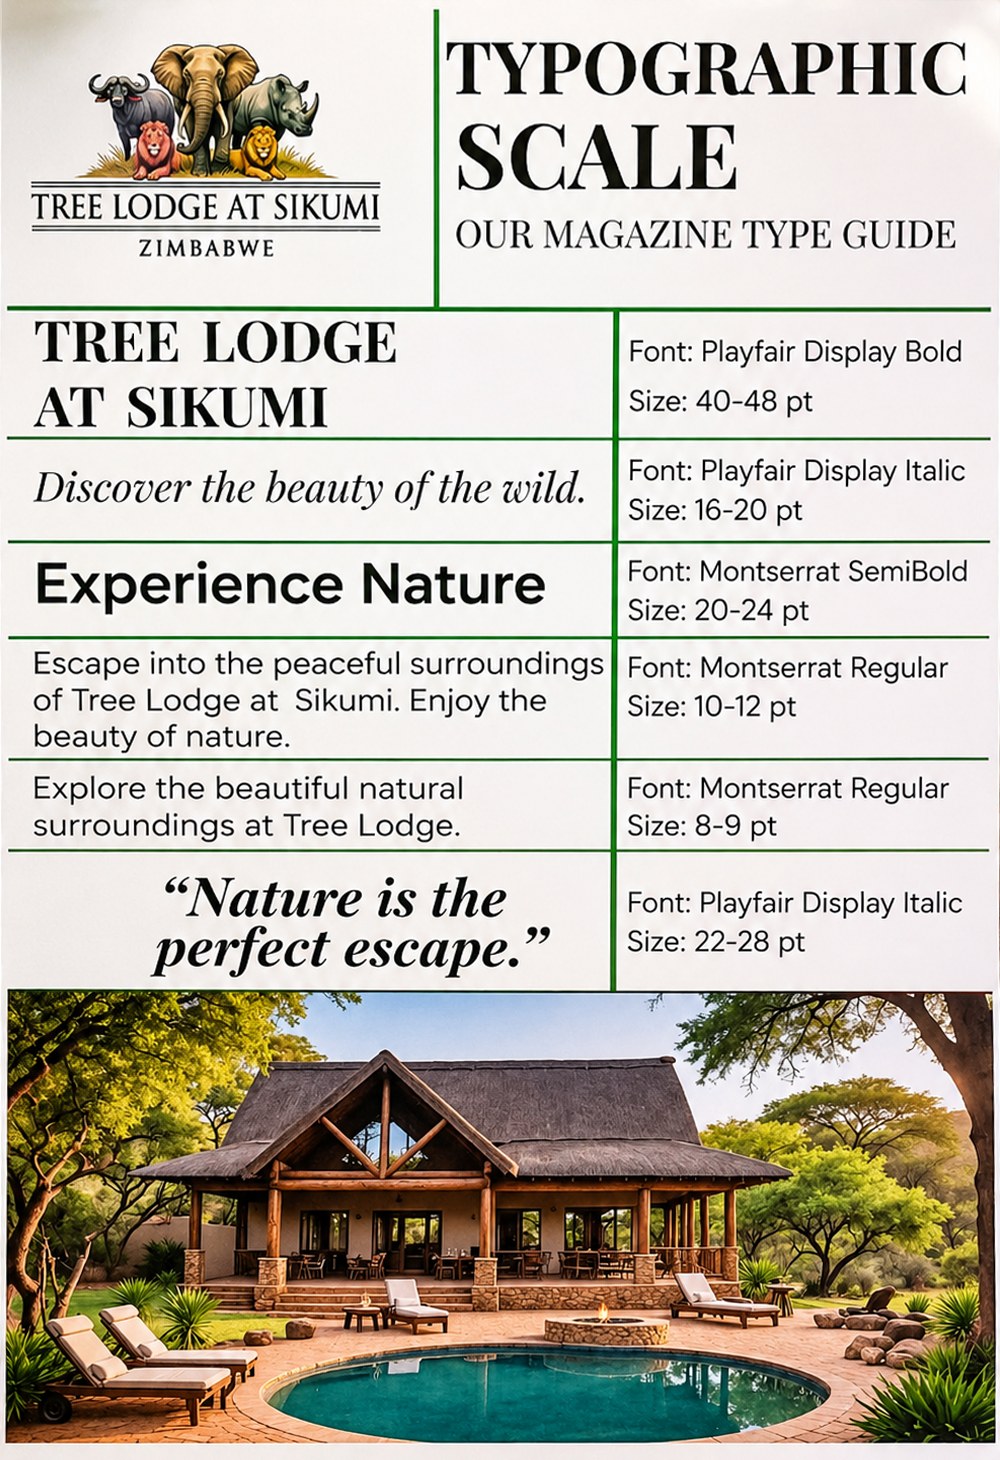 TREE LODGE AT SIKUMI
ZIMBABWE
TYPOGRAPHIC
SCALE
OUR MAGAZINE TYPE GUIDE
TREE LODGE
AT SIKUMI
Font: Playfair Display Bold
Size: 40-48 pt
Discover the beauty of the wild.
Font: Playfair Display Italic
Size: 16-20 pt
Experience Nature
Font: Montserrat SemiBold
Size: 20-24 pt
Escape into the peaceful surroundings
of Tree Lodge at Sikumi. Enjoy the
beauty of nature.
Font: Montserrat Regular
Size: 10-12 pt
Explore the beautiful natural
surroundings at Tree Lodge.
Font: Montserrat Regular
Size: 8-9 pt
“Nature is the
perfect escape.”
Font: Playfair Display Italic
Size: 22-28 pt